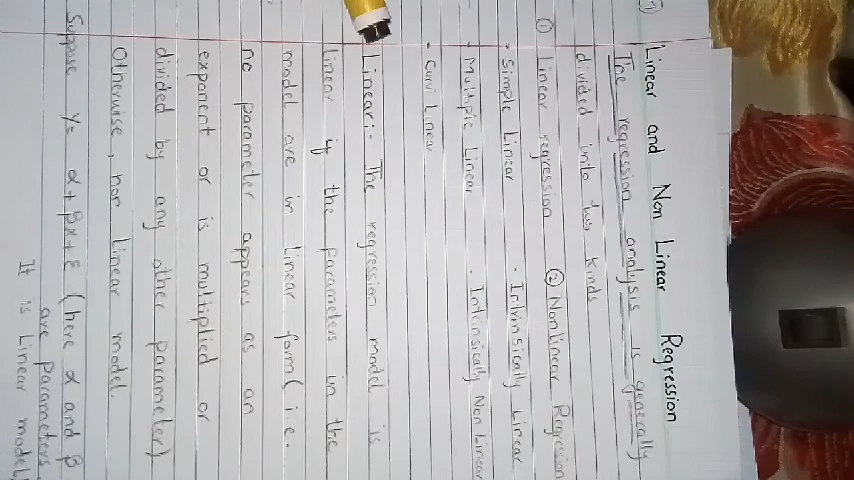 1) Linear and Non Linear Regression
The regression analysis is generally
divided into two kinds
① Linear regression ② Nonlinear Regression
- Simple Linear - Intrinsically Linear
- Multiple Linear - Intrinsically Non Linear
- Curvi Linear
Linear:- The regression model is
linear if the parameters in the
model are in Linear form (i.e.
no parameter appears as an
exponent or is multiplied or
divided by any other parameter)
Otherwise, non linear model.
Suppose Y= α+βx+ε (here α and β
are parameters
It is Linear model)